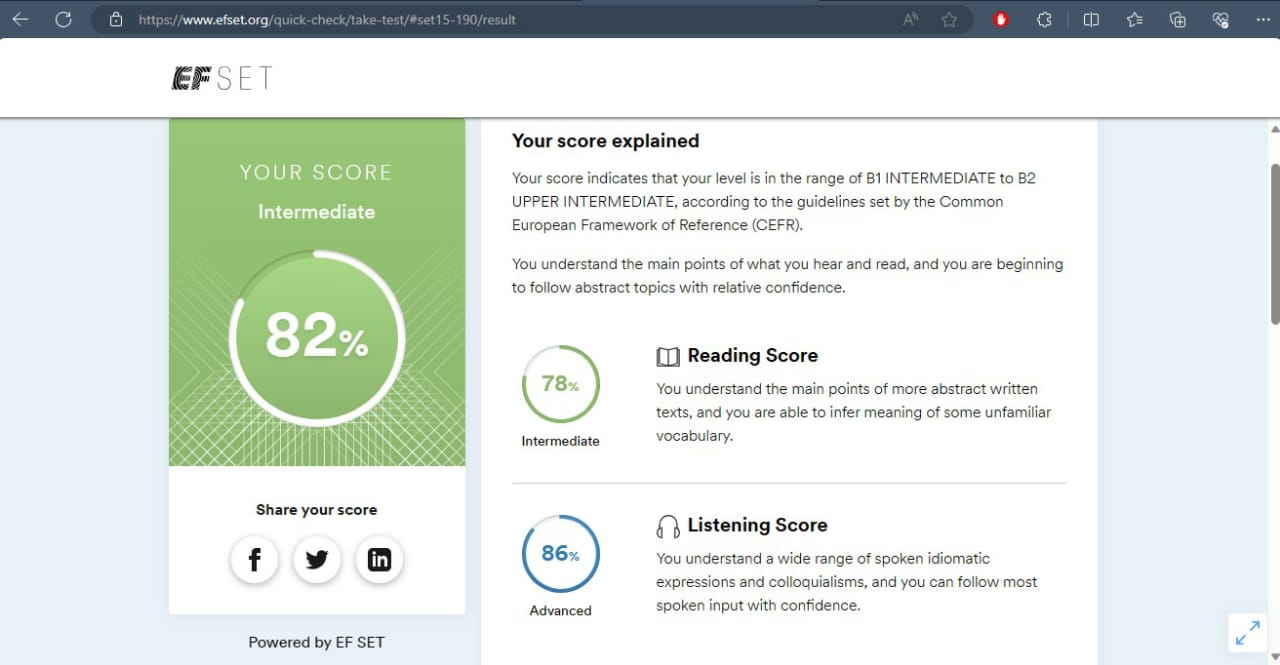 https://www.efset.org/quick-check/take-test/#set15-190/result
EFSET
YOUR SCORE
Intermediate
82%
Share your score
Powered by EF SET
Your score explained
Your score indicates that your level is in the range of B1 INTERMEDIATE to B2
UPPER INTERMEDIATE, according to the guidelines set by the Common
European Framework of Reference (CEFR).
You understand the main points of what you hear and read, and you are beginning
to follow abstract topics with relative confidence.
78%
Intermediate
Reading Score
You understand the main points of more abstract written
texts, and you are able to infer meaning of some unfamiliar
vocabulary.
86%
Advanced
Listening Score
You understand a wide range of spoken idiomatic
expressions and colloquialisms, and you can follow most
spoken input with confidence.